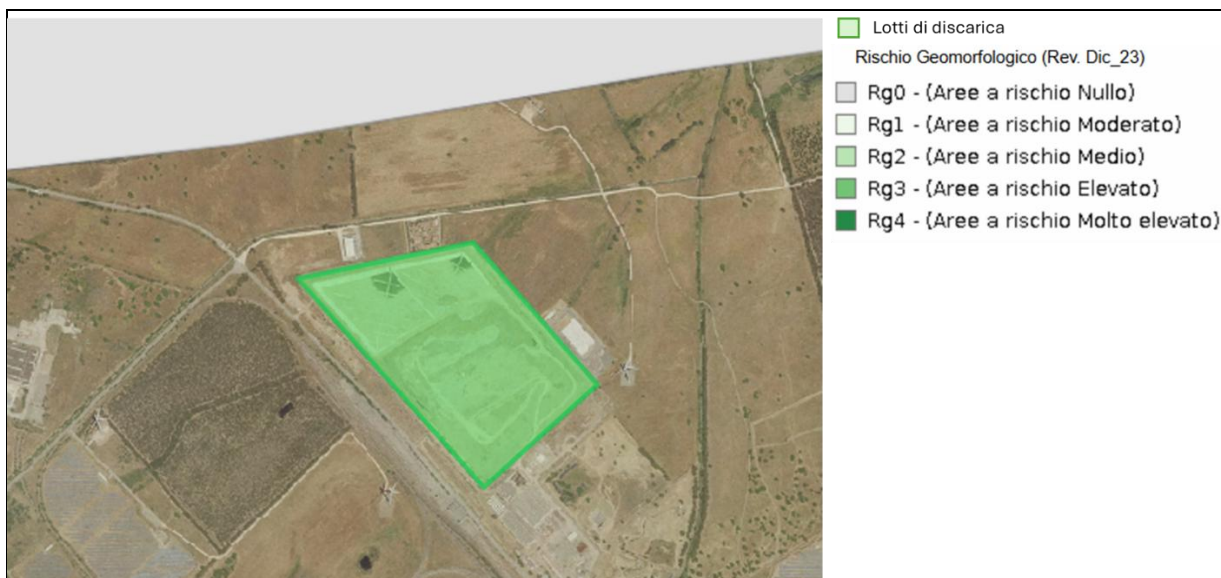 Lotti di discarica
Rischio Geomorfologico (Rev. Dic_23)
Rg0 - (Aree a rischio Nullo)
Rg1 - (Aree a rischio Moderato)
Rg2 - (Aree a rischio Medio)
Rg3 - (Aree a rischio Elevato)
Rg4 - (Aree a rischio Molto elevato)